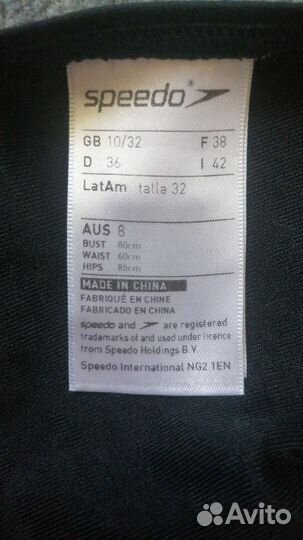 speedo
GB 10/32 F 38
D 36 I 42
LatAm talla 32
AUS 8
BUST 80cm
WAIST 60cm
HIPS 85cm
MADE IN CHINA
FABRIQUÉ EN CHINE
FABRICADO EN CHINA
speedo and are registered
trademarks of and used under licence
from Speedo Holdings B.V.
Speedo International NG2 1EN
Avito